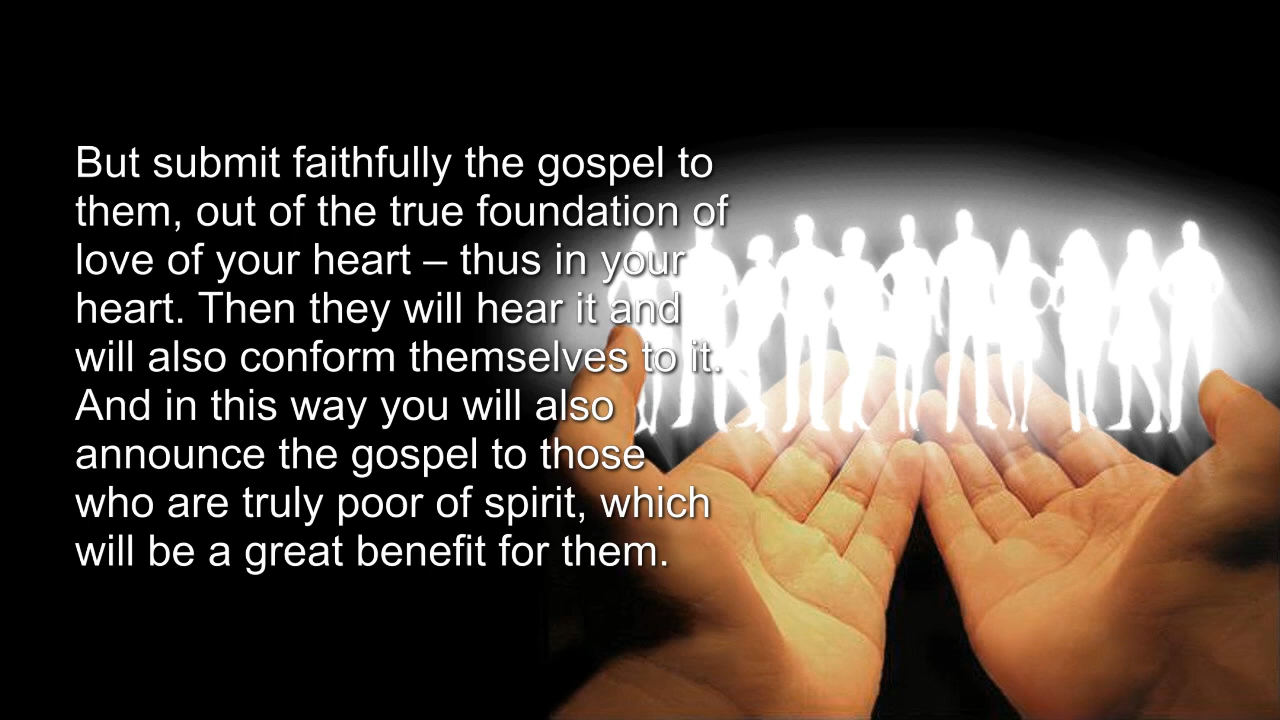 But submit faithfully the gospel to
them, out of the true foundation of
love of your heart – thus in your
heart. Then they will hear it and
will also conform themselves to it.
And in this way you will also
announce the gospel to those
who are truly poor of spirit, which
will be a great benefit for them.